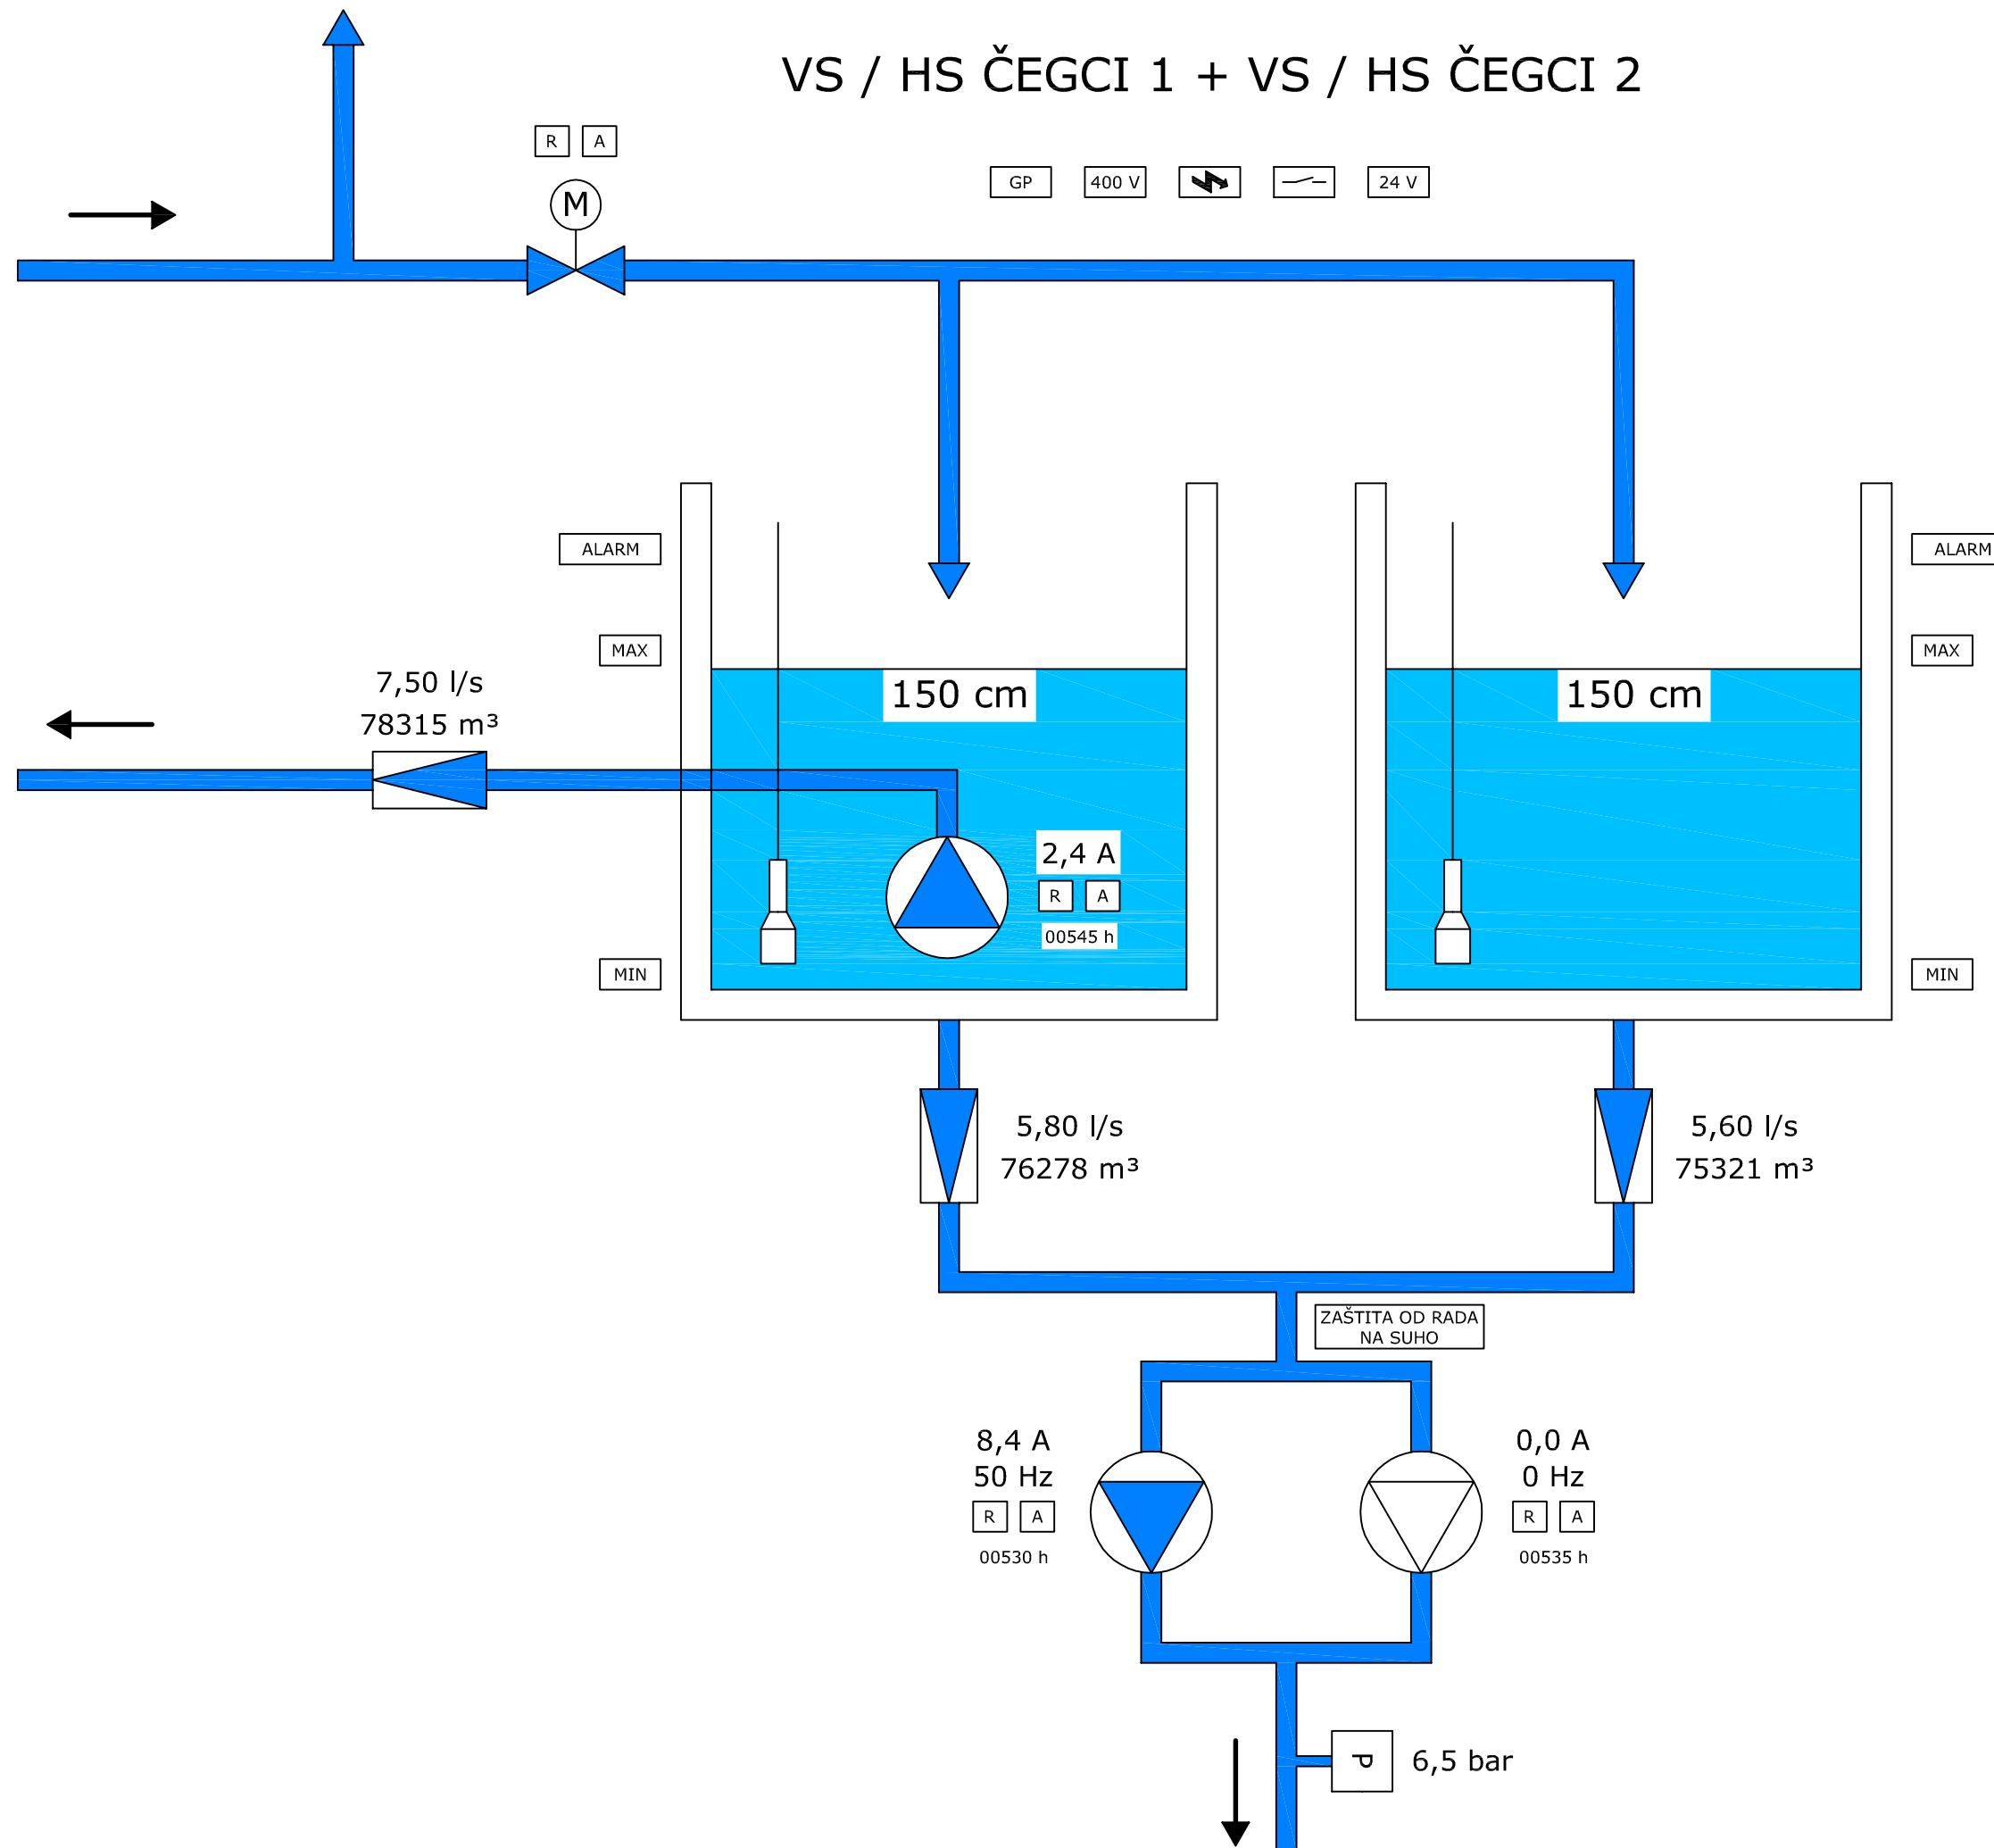 VS / HS ČEGCI 1 + VS / HS ČEGCI 2
R A
M
GP 400 V 24 V
ALARM
MAX
MIN
150 cm
7,50 l/s
78315 m³
2,4 A
R A
00545 h
150 cm
ALARM
MAX
MIN
5,80 l/s
76278 m³
5,60 l/s
75321 m³
ZAŠTITA OD RADA
NA SUHO
8,4 A
50 Hz
R A
00530 h
0,0 A
0 Hz
R A
00535 h
P
6,5 bar